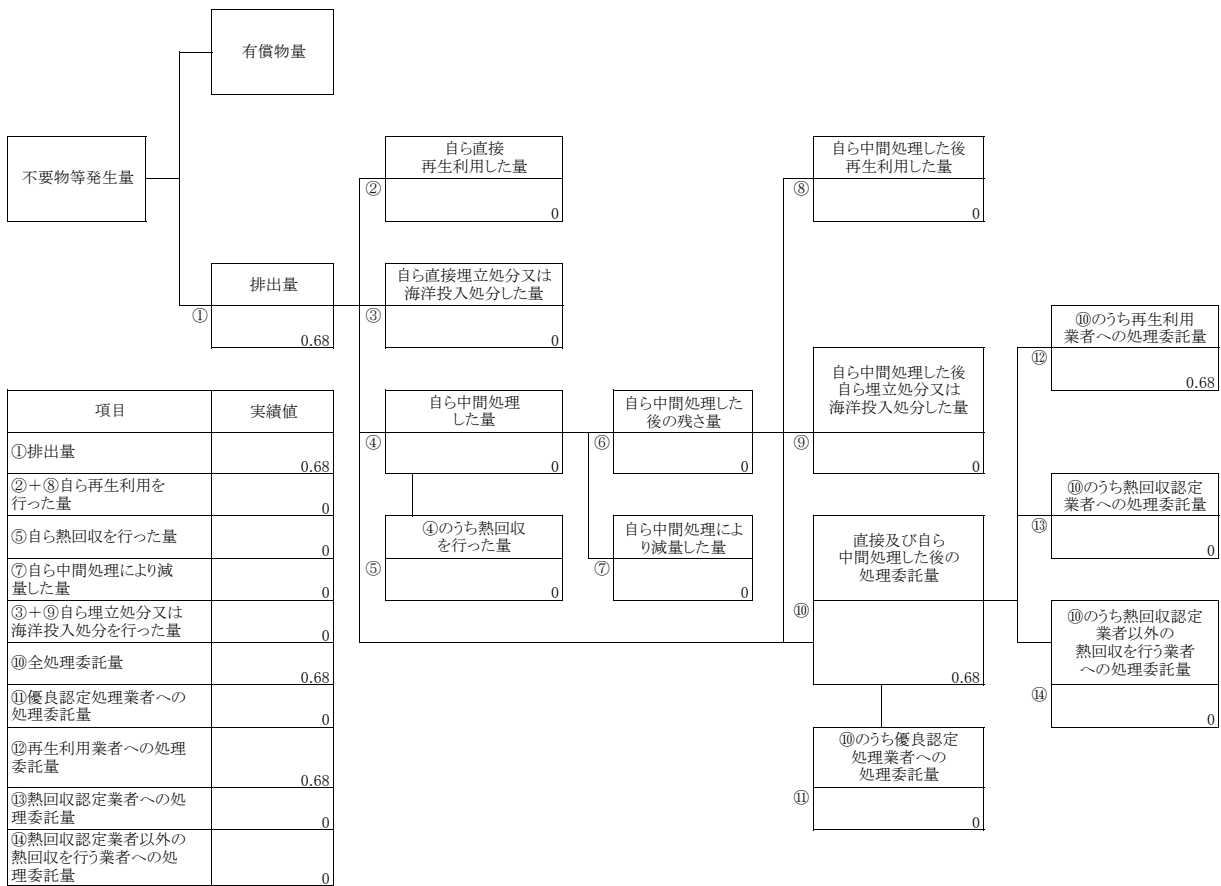 有償物量
不要物等発生量
排出量
①
0.68
自ら直接
再生利用した量
②
0
自ら直接埋立処分又は
海洋投入処分した量
③
0
自ら中間処理
した量
④
0
④のうち熱回収
を行った量
⑤
0
自ら中間処理した
後の残さ量
⑥
0
自ら中間処理によ
り減量した量
⑦
0
自ら中間処理した後
再生利用した量
⑧
0
自ら中間処理した後
自ら埋立処分又は
海洋投入処分した量
⑨
0
直接及び自ら
中間処理した後の
処理委託量
⑩
0.68
⑩のうち優良認定
処理業者への
処理委託量
⑪
0
⑩のうち再生利用
業者への処理委託量
⑫
0.68
⑩のうち熱回収認定
業者への処理委託量
⑬
0
⑩のうち熱回収認定
業者以外の
熱回収を行う業者
への処理委託量
⑭
0
項目 実績値
①排出量
0.68
②+⑧自ら再生利用を
行った量
0
⑤自ら熱回収を行った量
0
⑦自ら中間処理により減
量した量
0
③+⑨自ら埋立処分又は
海洋投入処分を行った量
0
⑩全処理委託量
0.68
⑪優良認定処理業者への
処理委託量
0
⑫再生利用業者への処理
委託量
0.68
⑬熱回収認定業者への処
理委託量
0
⑭熱回収認定業者以外の
熱回収を行う業者への処
理委託量
0